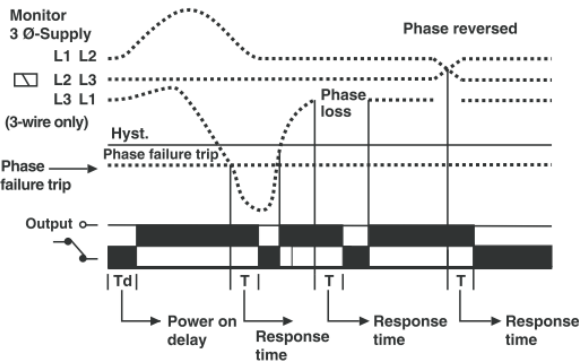 Monitor
3 Ø-Supply
Phase reversed
L1 L2
L2 L3
L3 L1
(3-wire only)
Phase
loss
Hyst.
Phase failure trip
Phase
failure trip
Output
Td
T
T
T
Power on
delay
Response
time
Response
time
Response
time